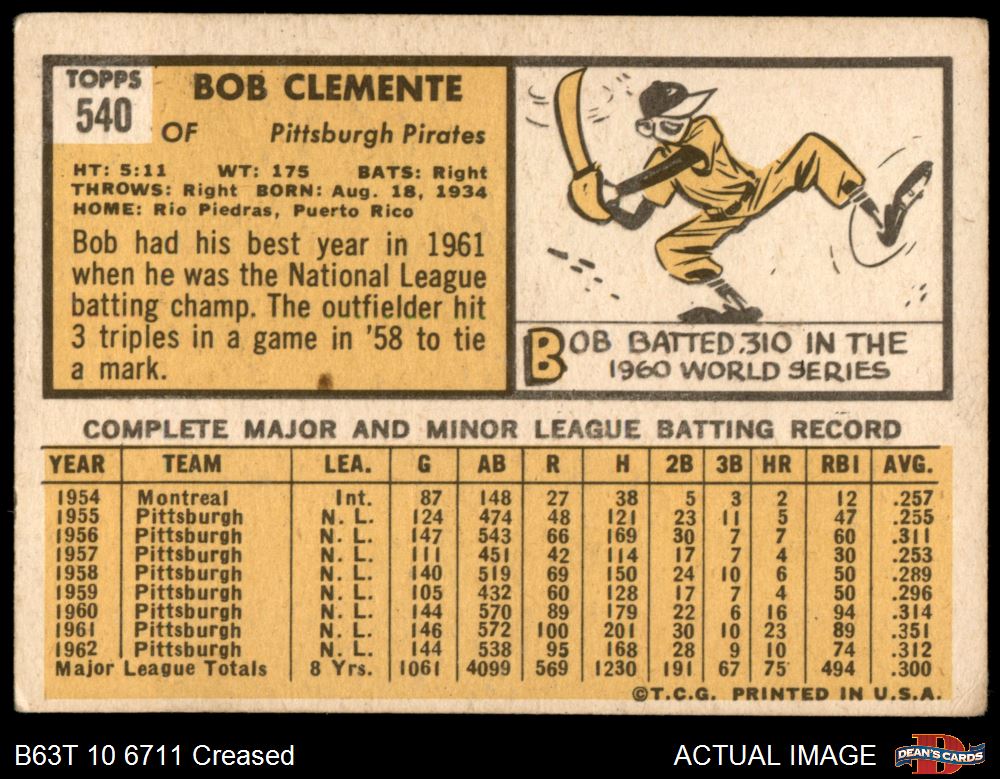 TOPPS
540
BOB CLEMENTE
OF Pittsburgh Pirates
HT: 5:11 WT: 175 BATS: Right
THROWS: Right BORN: Aug. 18, 1934
HOME: Rio Piedras, Puerto Rico
Bob had his best year in 1961
when he was the National League
batting champ. The outfielder hit
3 triples in a game in '58 to tie
a mark.
BOB BATTED .310 IN THE
1960 WORLD SERIES
COMPLETE MAJOR AND MINOR LEAGUE BATTING RECORD
YEAR TEAM LEA. G AB R H 2B 3B HR RBI AVG.
1954 Montreal Int. 87 148 27 38 5 3 2 12 .257
1955 Pittsburgh N. L. 124 474 48 121 23 11 5 47 .255
1956 Pittsburgh N. L. 147 543 66 169 30 7 7 60 .311
1957 Pittsburgh N. L. 111 451 42 114 17 7 4 30 .253
1958 Pittsburgh N. L. 140 519 69 150 24 10 6 50 .289
1959 Pittsburgh N. L. 105 432 60 128 17 7 4 50 .296
1960 Pittsburgh N. L. 144 570 89 179 22 6 16 94 .314
1961 Pittsburgh N. L. 146 572 100 201 30 10 23 89 .351
1962 Pittsburgh N. L. 144 538 95 168 28 9 10 74 .312
Major League Totals 8 Yrs. 1061 4099 569 1230 191 67 75 494 .300
©T.C.G. PRINTED IN U.S.A.
B63T 10 6711 Creased
ACTUAL IMAGE
DEAN'S CARDS